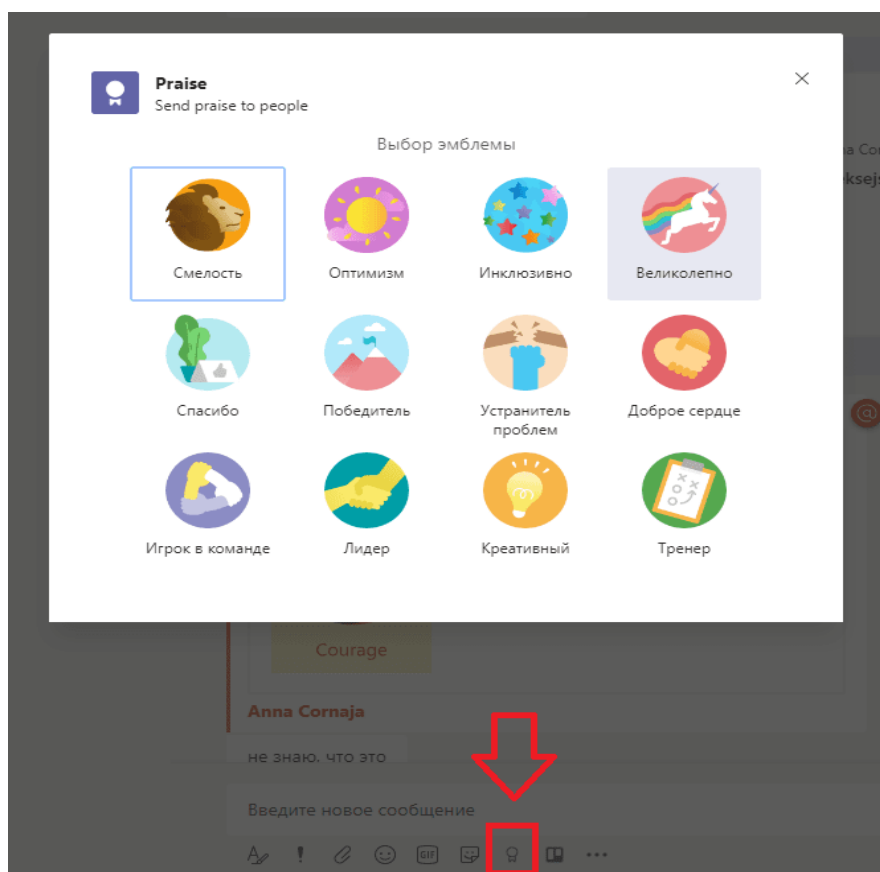 Praise
Send praise to people
Выбор эмблемы
Смелость Оптимизм Инклюзивно Великолепно
Спасибо Победитель Устранитель проблем Доброе сердце
Игрок в команде Лидер Креативный Тренер
Courage
Anna Cornaja
не знаю. что это
Введите новое сообщение
GIF